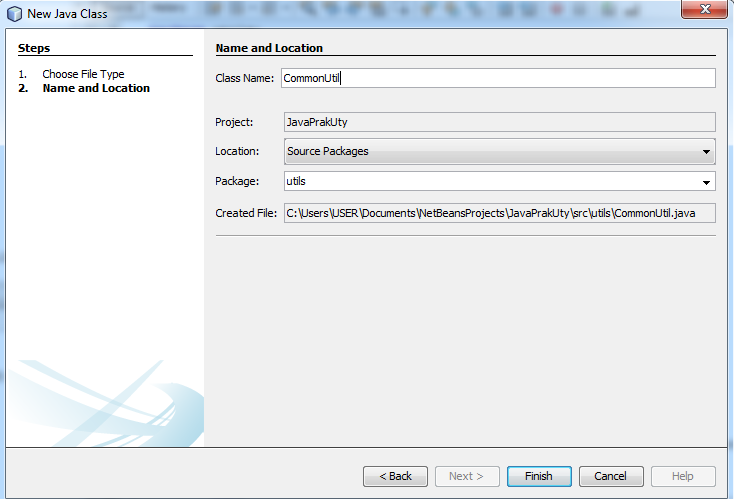 New Java Class
Steps
1. Choose File Type
2. Name and Location
Name and Location
Class Name: CommonUtil
Project: JavaPrakUty
Location: Source Packages
Package: utils
Created File: C:\Users\USER\Documents\NetBeansProjects\JavaPrakUty\src\utils\CommonUtil.java
< Back Next > Finish Cancel Help